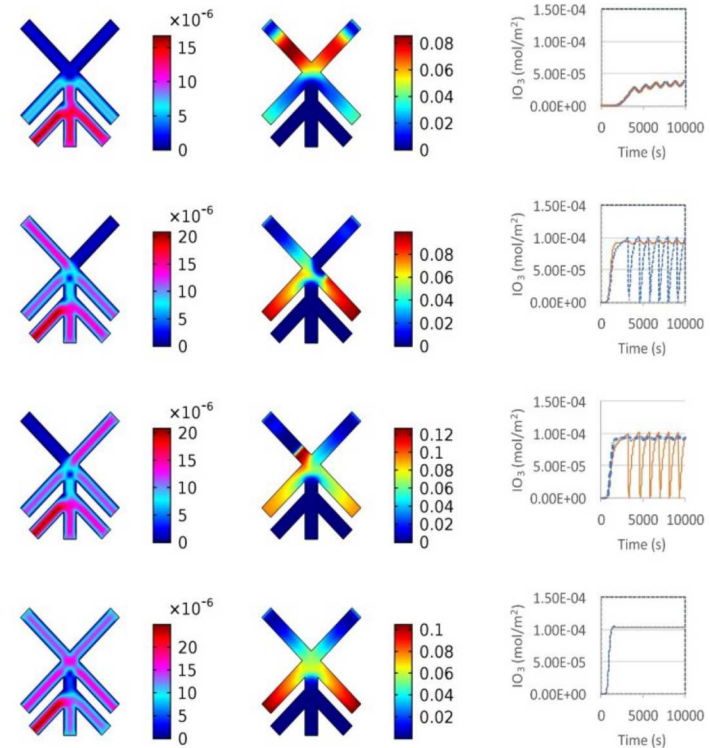 ×10⁻⁶
15
10
5
0
0.08
0.06
0.04
0.02
0
IO₃ (mol/m²)
1.50E-04
1.00E-04
5.00E-05
0.00E+00
0 5000 10000
Time (s)
×10⁻⁶
20
15
10
5
0
0.08
0.06
0.04
0.02
0
IO₃ (mol/m²)
1.50E-04
1.00E-04
5.00E-05
0.00E+00
0 5000 10000
Time (s)
×10⁻⁶
20
15
10
5
0
0.12
0.1
0.08
0.06
0.04
0.02
0
IO₃ (mol/m²)
1.50E-04
1.00E-04
5.00E-05
0.00E+00
0 5000 10000
Time (s)
×10⁻⁶
20
15
10
5
0
0.1
0.08
0.06
0.04
0.02
IO₃ (mol/m²)
1.50E-04
1.00E-04
5.00E-05
0.00E+00
0 5000 10000
Time (s)